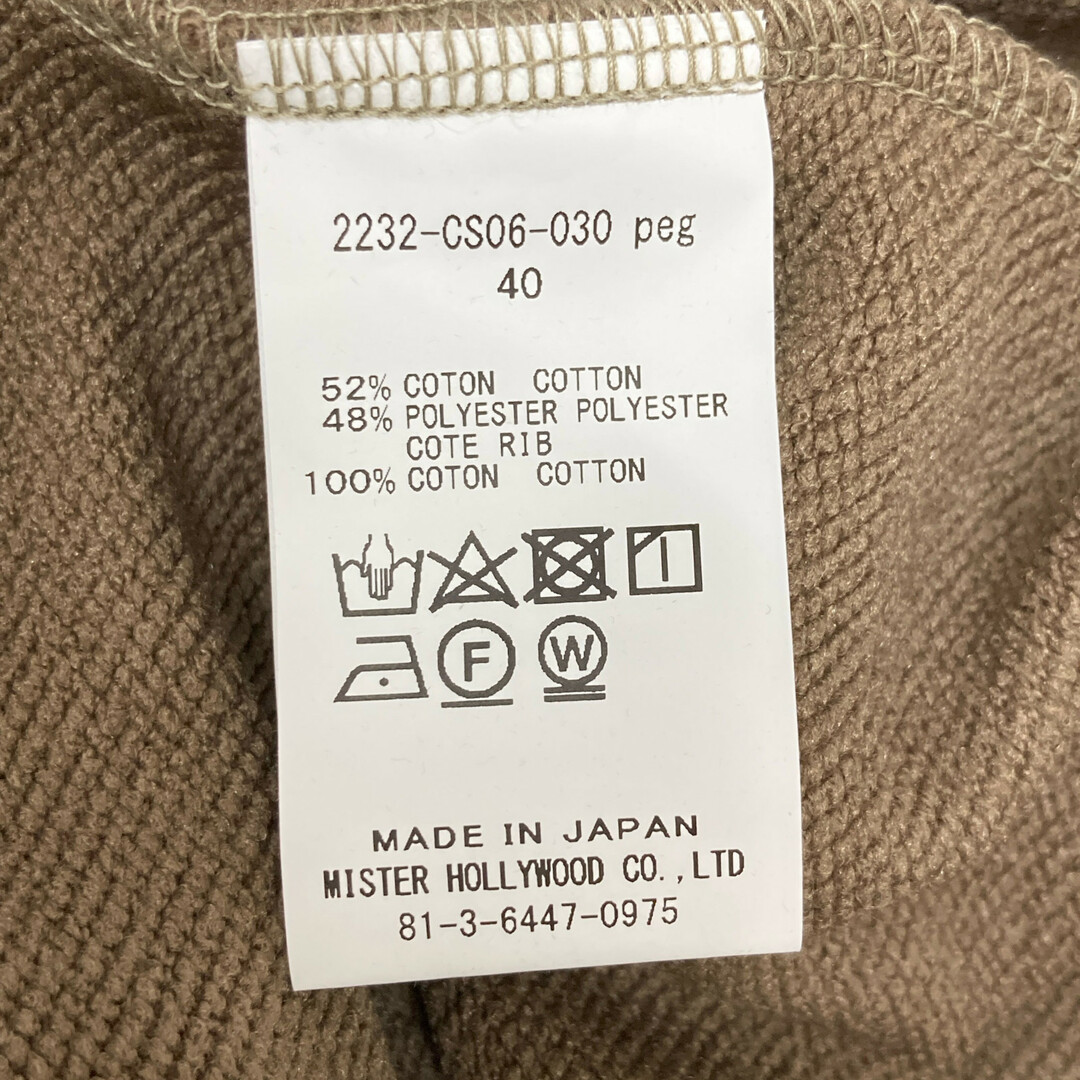 2232-CS06-030 peg
40
52% COTON COTTON
48% POLYESTER POLYESTER
COTE RIB
100% COTON COTTON
F W
MADE IN JAPAN
MISTER HOLLYWOOD CO.,LTD
81-3-6447-0975